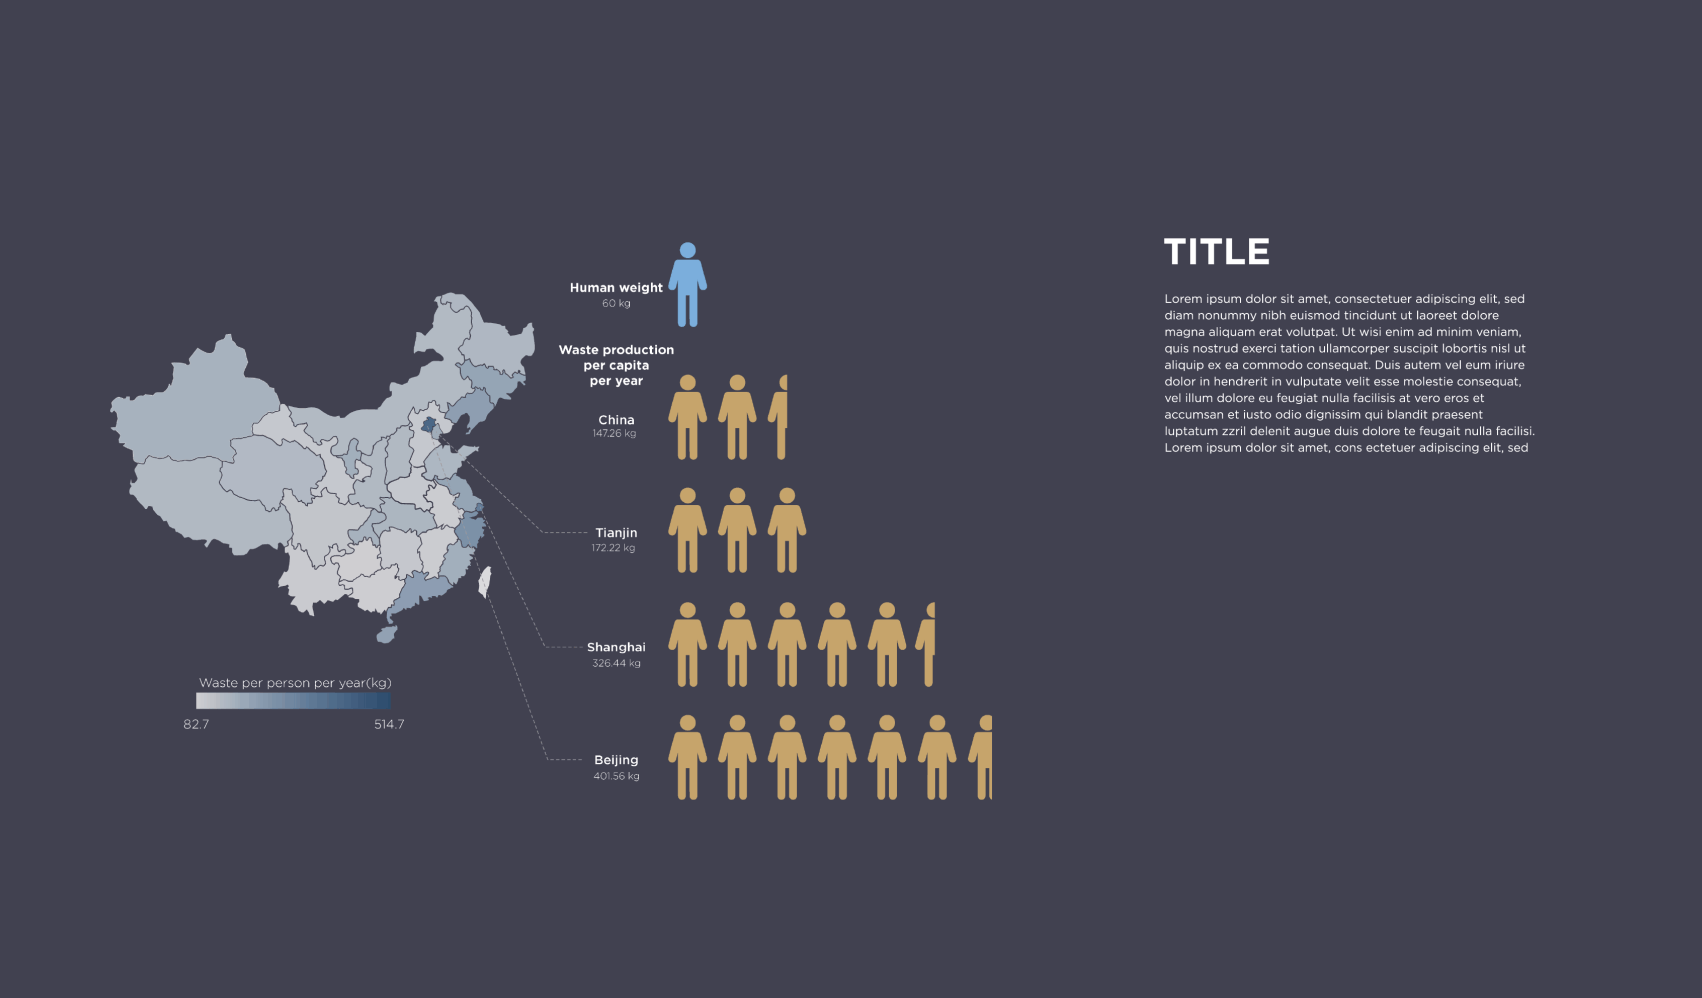 Human weight
60 kg
Waste production
per capita
per year
China
147.26 kg
Tianjin
172.22 kg
Shanghai
326.44 kg
Beijing
401.56 kg
Waste per person per year(kg)
82.7
514.7
TITLE
Lorem ipsum dolor sit amet, consectetuer adipiscing elit, sed
diam nonummy nibh euismod tincidunt ut laoreet dolore
magna aliquam erat volutpat. Ut wisi enim ad minim veniam,
quis nostrud exerci tation ullamcorper suscipit lobortis nisl ut
aliquip ex ea commodo consequat. Duis autem vel eum iriure
dolor in hendrerit in vulputate velit esse molestie consequat,
vel illum dolore eu feugiat nulla facilisis at vero eros et
accumsan et iusto odio dignissim qui blandit praesent
luptatum zzril delenit augue duis dolore te feugait nulla facilisi.
Lorem ipsum dolor sit amet, cons ectetuer adipiscing elit, sed